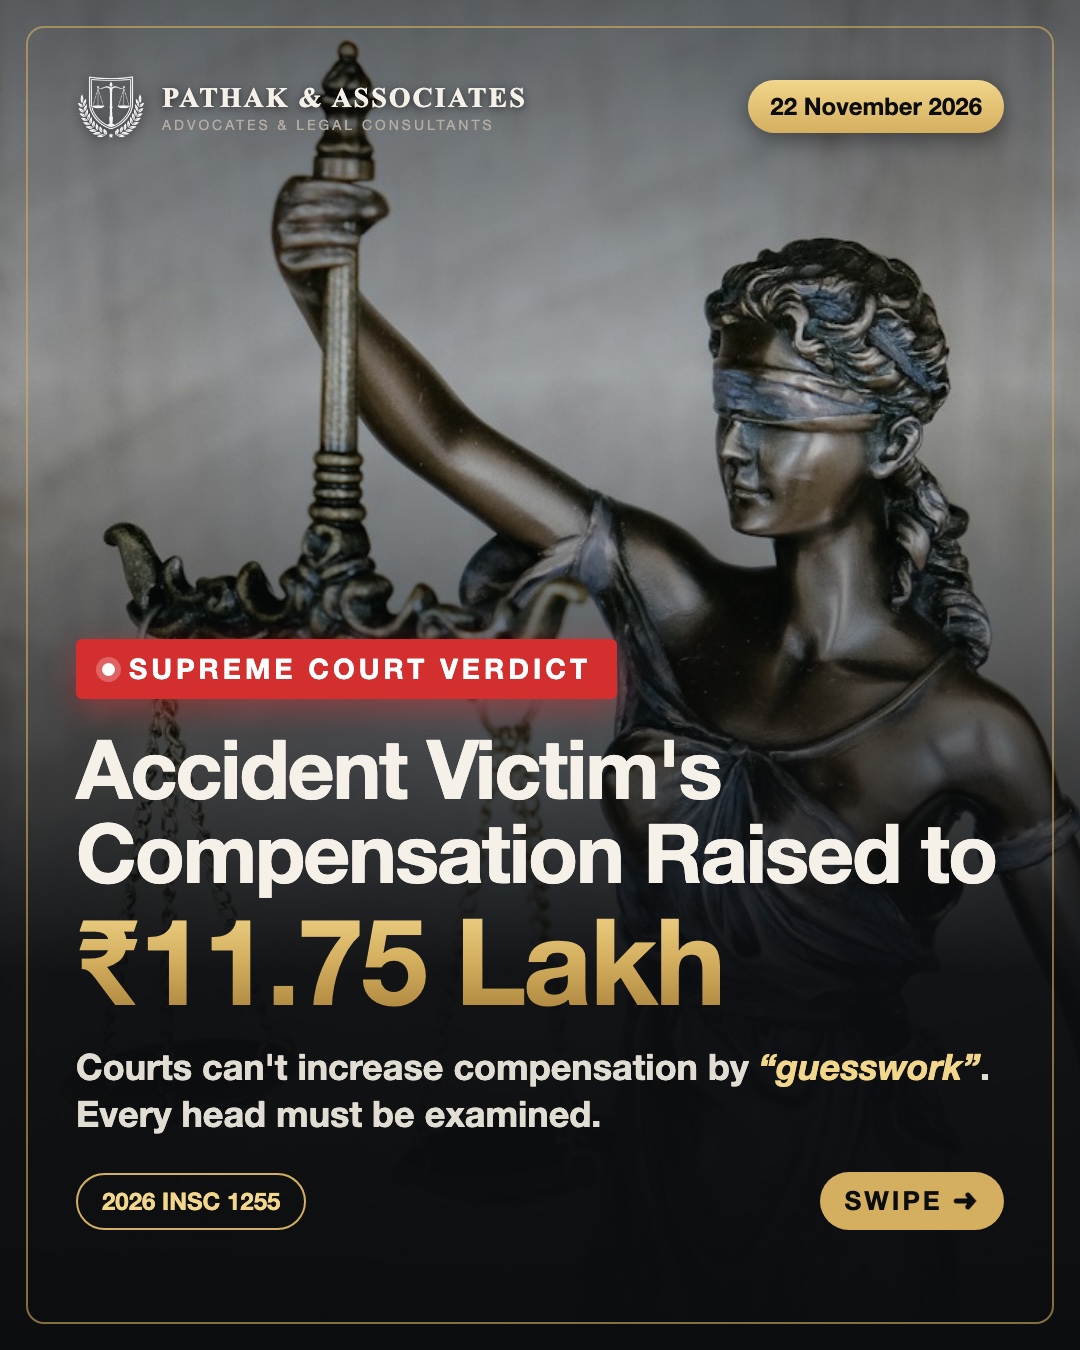 PATHAK & ASSOCIATES
ADVOCATES & LEGAL CONSULTANTS
22 November 2026
SUPREME COURT VERDICT
Accident Victim's
Compensation Raised to
₹11.75 Lakh
Courts can't increase compensation by “guesswork”.
Every head must be examined.
2026 INSC 1255
SWIPE ➜